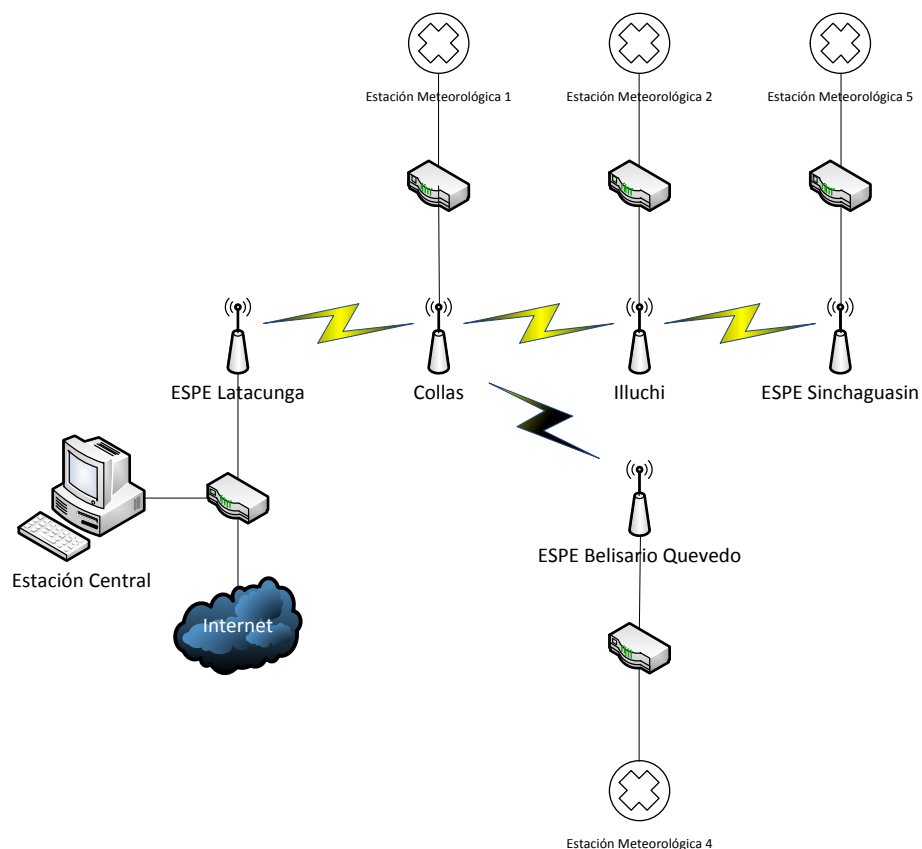 Estación Meteorológica 1
Estación Meteorológica 2
Estación Meteorológica 5
ESPE Latacunga
Collas
Illuchi
ESPE Sinchaguasin
ESPE Belisario Quevedo
Estación Central
Internet
Estación Meteorológica 4